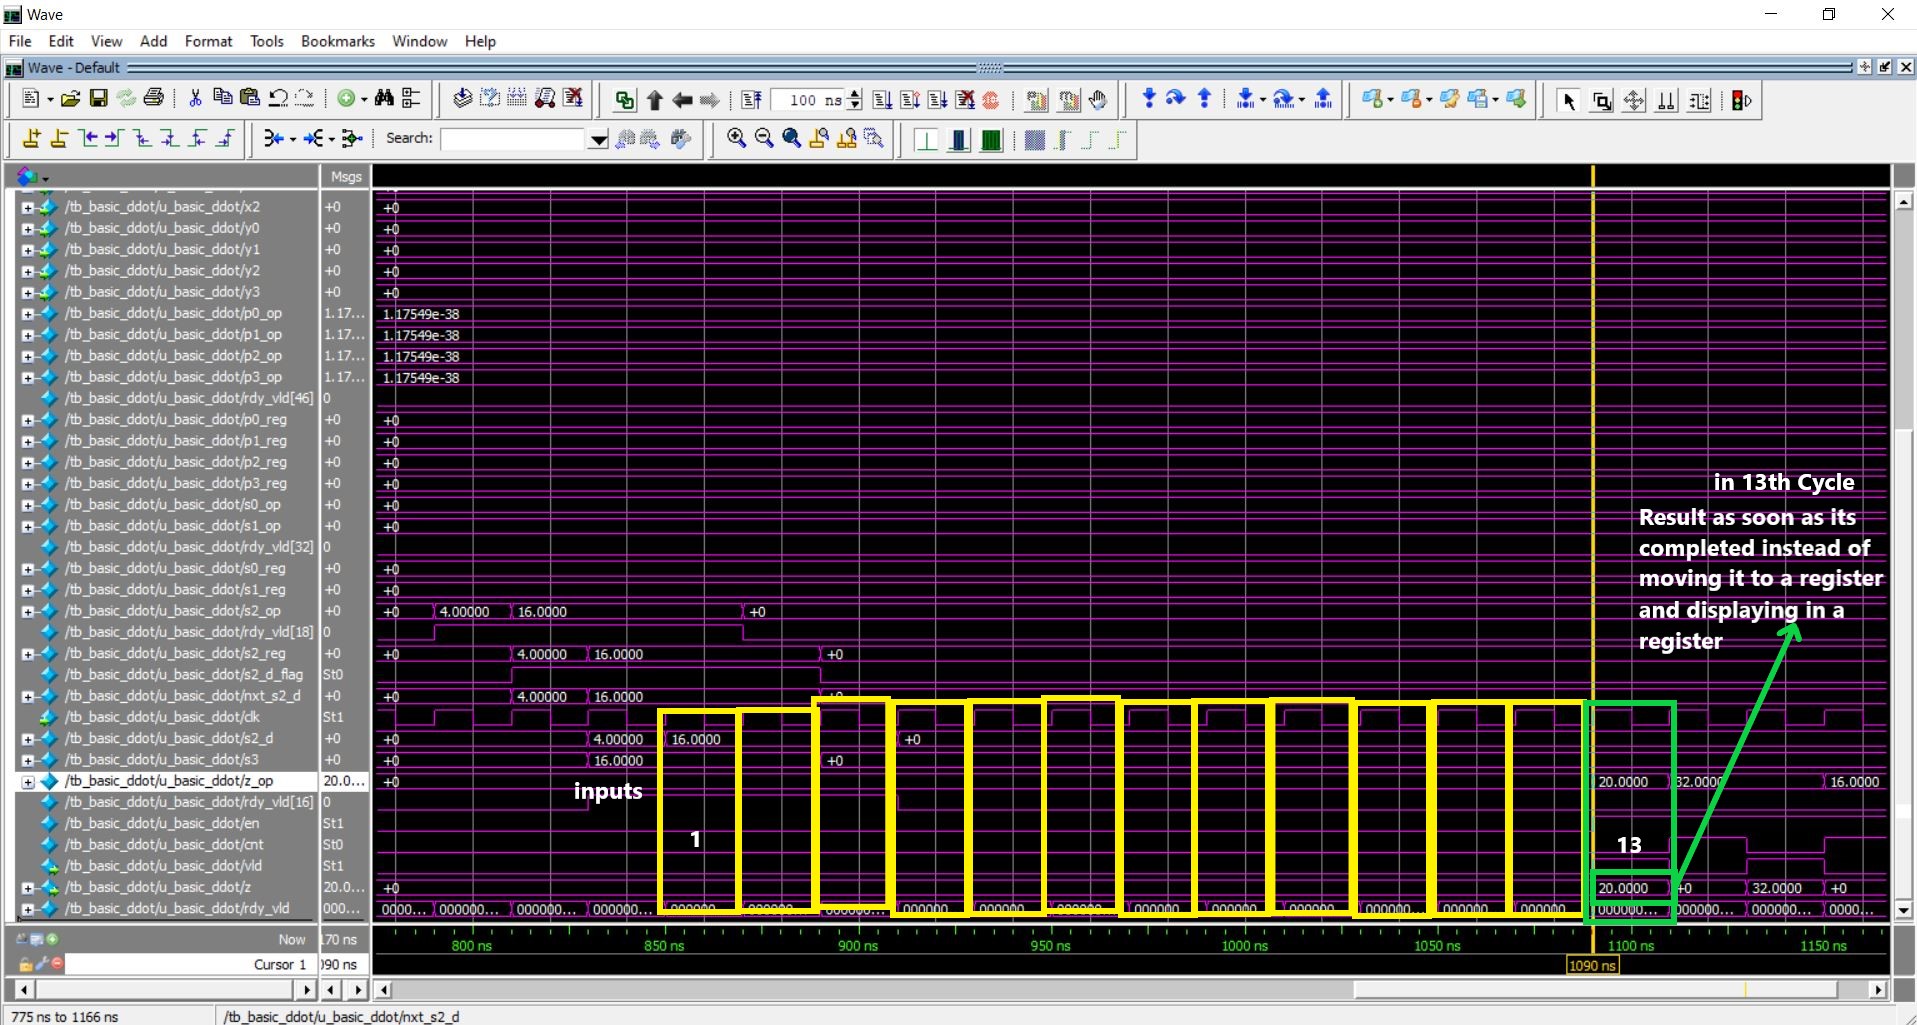 Wave
File Edit View Add Format Tools Bookmarks Window Help
Wave - Default
100 ns
Search:
Msgs
/tb_basic_ddot/u_basic_ddot/x2 +0 +0
/tb_basic_ddot/u_basic_ddot/y0 +0 +0
/tb_basic_ddot/u_basic_ddot/y1 +0 +0
/tb_basic_ddot/u_basic_ddot/y2 +0 +0
/tb_basic_ddot/u_basic_ddot/y3 +0 +0
/tb_basic_ddot/u_basic_ddot/p0_op 1.17... 1.17549e-38
/tb_basic_ddot/u_basic_ddot/p1_op 1.17... 1.17549e-38
/tb_basic_ddot/u_basic_ddot/p2_op 1.17... 1.17549e-38
/tb_basic_ddot/u_basic_ddot/p3_op 1.17... 1.17549e-38
/tb_basic_ddot/u_basic_ddot/rdy_vld[46] 0
/tb_basic_ddot/u_basic_ddot/p0_reg +0 +0
/tb_basic_ddot/u_basic_ddot/p1_reg +0 +0
/tb_basic_ddot/u_basic_ddot/p2_reg +0 +0
/tb_basic_ddot/u_basic_ddot/p3_reg +0 +0
/tb_basic_ddot/u_basic_ddot/s0_op +0 +0
/tb_basic_ddot/u_basic_ddot/s1_op +0 +0
/tb_basic_ddot/u_basic_ddot/rdy_vld[32] 0
/tb_basic_ddot/u_basic_ddot/s0_reg +0 +0
/tb_basic_ddot/u_basic_ddot/s1_reg +0 +0
/tb_basic_ddot/u_basic_ddot/s2_op +0 +0 4.00000 16.0000 +0
/tb_basic_ddot/u_basic_ddot/rdy_vld[18] 0
/tb_basic_ddot/u_basic_ddot/s2_reg +0 +0 4.00000 16.0000 +0
/tb_basic_ddot/u_basic_ddot/s2_d_flag St0
/tb_basic_ddot/u_basic_ddot/nxt_s2_d +0 +0 4.00000 16.0000 +0
/tb_basic_ddot/u_basic_ddot/clk St1
/tb_basic_ddot/u_basic_ddot/s2_d +0 +0 4.00000 16.0000 +0
/tb_basic_ddot/u_basic_ddot/s3 +0 +0 16.0000 +0
/tb_basic_ddot/u_basic_ddot/z_op 20.0... +0 20.0000 32.0000 16.0000
/tb_basic_ddot/u_basic_ddot/rdy_vld[16] 0
/tb_basic_ddot/u_basic_ddot/en St1
/tb_basic_ddot/u_basic_ddot/cnt St0
/tb_basic_ddot/u_basic_ddot/vld St1
/tb_basic_ddot/u_basic_ddot/z 20.0... +0 20.0000 +0 32.0000 +0
/tb_basic_ddot/u_basic_ddot/rdy_vld 000... 0000... 000000... 000000... 000000... 000000 000000... 000000... 000000 000000... 000000... 000000 000000 000000 000000... 000000 000000 000000... 000000... 000000... 0000...
in 13th Cycle
Result as soon as its
completed instead of
moving it to a register
and displaying in a
register
inputs
1
13
Now 170 ns
800 ns 850 ns 900 ns 950 ns 1000 ns 1050 ns 1100 ns 1150 ns
Cursor 1 090 ns
1090 ns
775 ns to 1166 ns /tb_basic_ddot/u_basic_ddot/nxt_s2_d